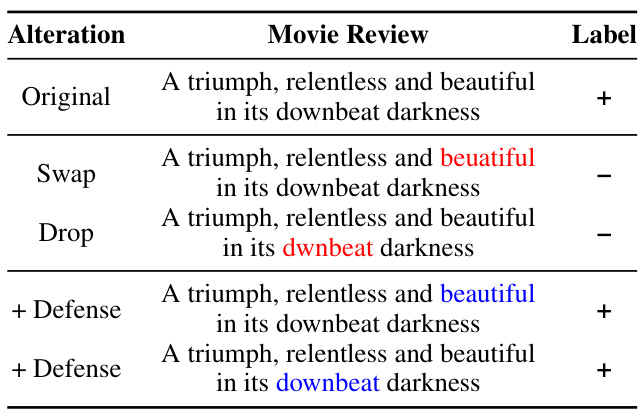 Alteration Movie Review Label
A triumph, relentless and beautiful
Original +
in its downbeat darkness
A triumph, relentless and beuatiful
Swap −
in its downbeat darkness
A triumph, relentless and beautiful
Drop −
in its dwnbeat darkness
A triumph, relentless and beautiful
+ Defense +
in its downbeat darkness
A triumph, relentless and beautiful
+ Defense +
in its downbeat darkness